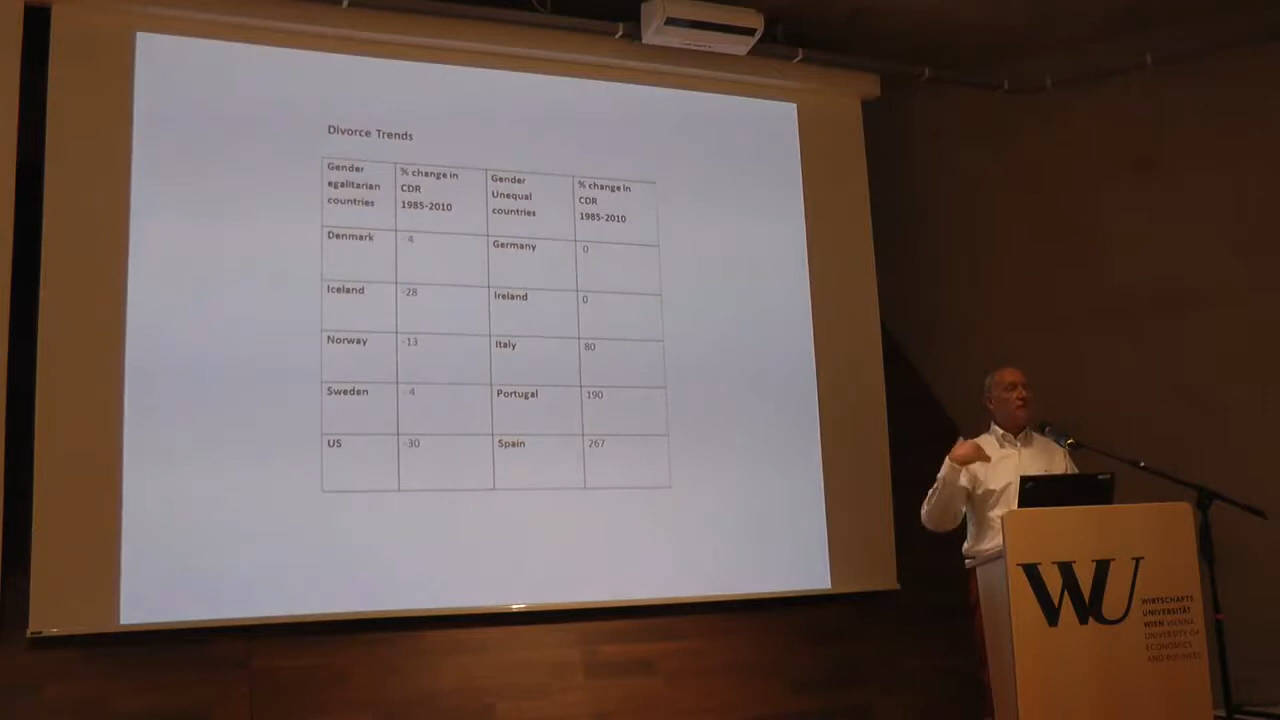 Divorce Trends
Gender egalitarian countries | % change in CDR 1985-2010 | Gender Unequal countries | % change in CDR 1985-2010
Denmark | 4 | Germany | 0
Iceland | -28 | Ireland | 0
Norway | -13 | Italy | 80
Sweden | 4 | Portugal | 190
US | -30 | Spain | 267
WU
WIRTSCHAFTS
UNIVERSITÄT
WIEN VIENNA
UNIVERSITY OF
ECONOMICS
AND BUSINESS